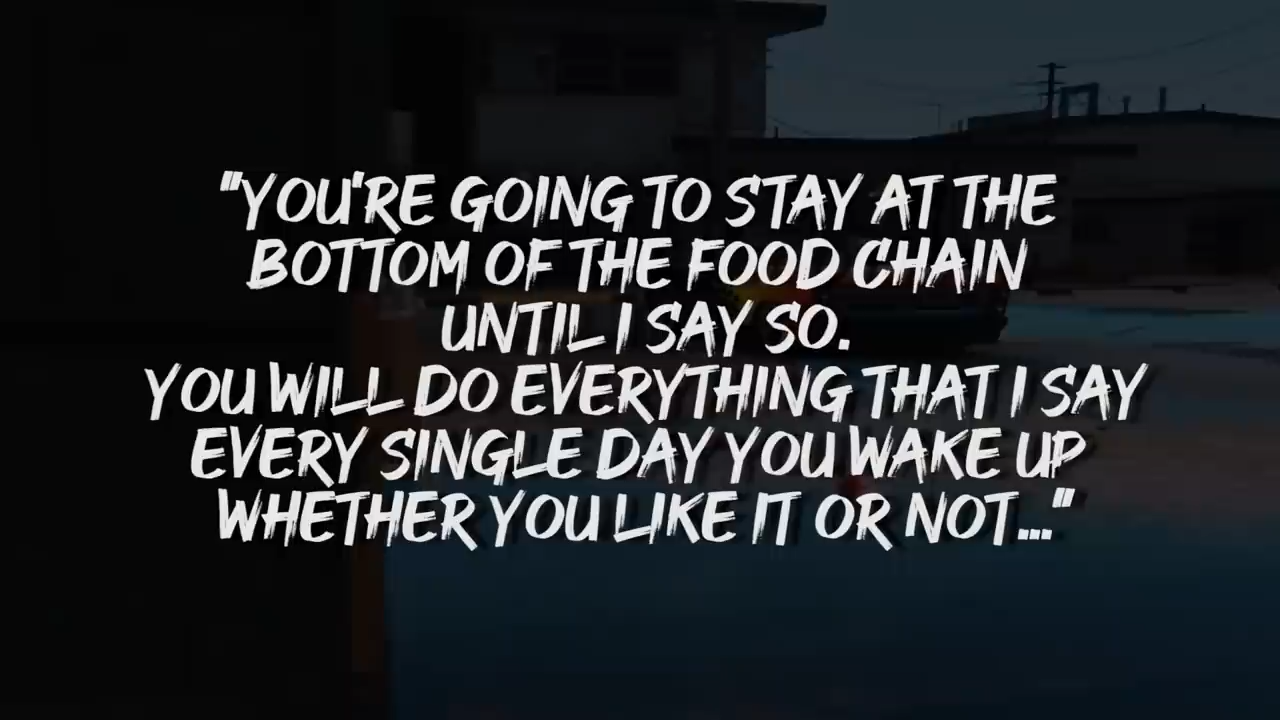 "YOU'RE GOING TO STAY AT THE
BOTTOM OF THE FOOD CHAIN
UNTIL I SAY SO.
YOU WILL DO EVERYTHING THAT I SAY
EVERY SINGLE DAY YOU WAKE UP
WHETHER YOU LIKE IT OR NOT..."